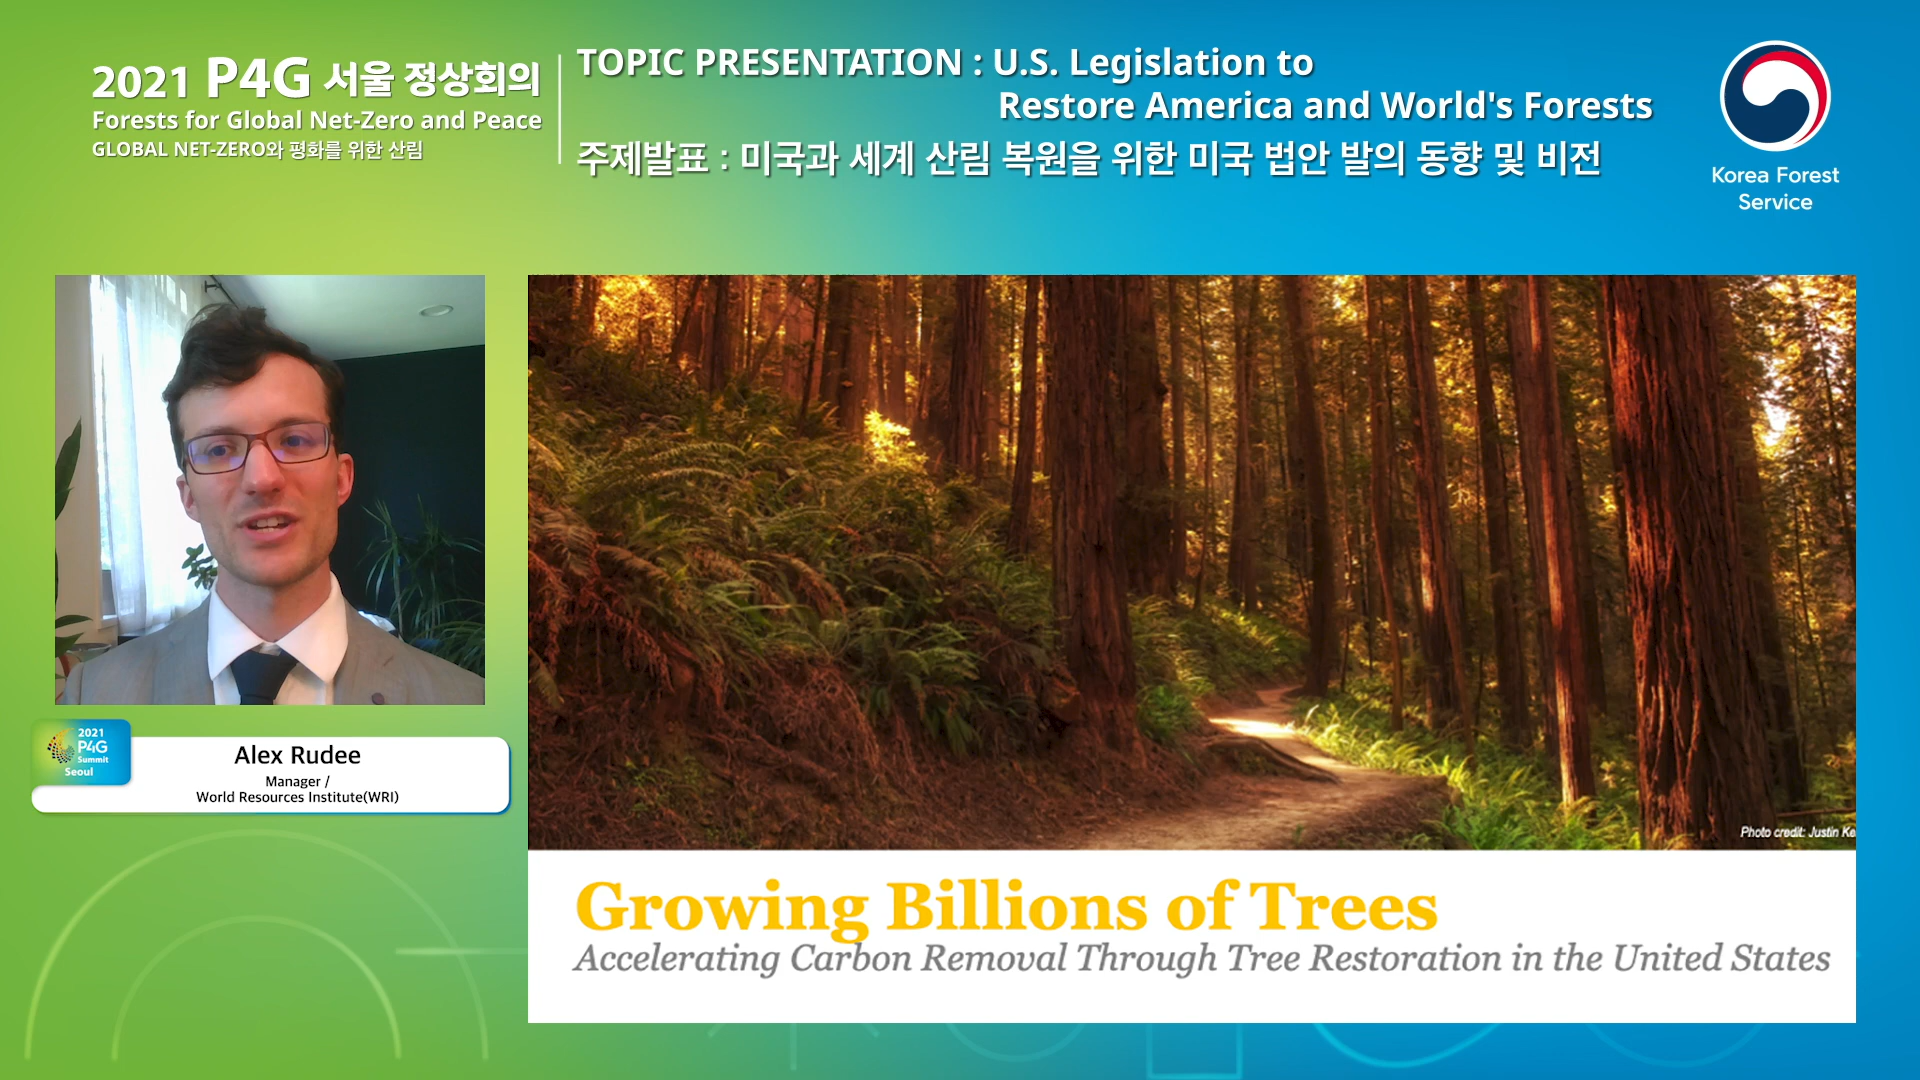 2021 P4G 서울 정상회의
Forests for Global Net-Zero and Peace
GLOBAL NET-ZERO와 평화를 위한 산림
TOPIC PRESENTATION : U.S. Legislation to
Restore America and World's Forests
주제발표 : 미국과 세계 산림 복원을 위한 미국 법안 발의 동향 및 비전
Korea Forest
Service
2021
P4G
Summit
Seoul
Alex Rudee
Manager /
World Resources Institute(WRI)
Photo credit: Justin
Growing Billions of Trees
Accelerating Carbon Removal Through Tree Restoration in the United States